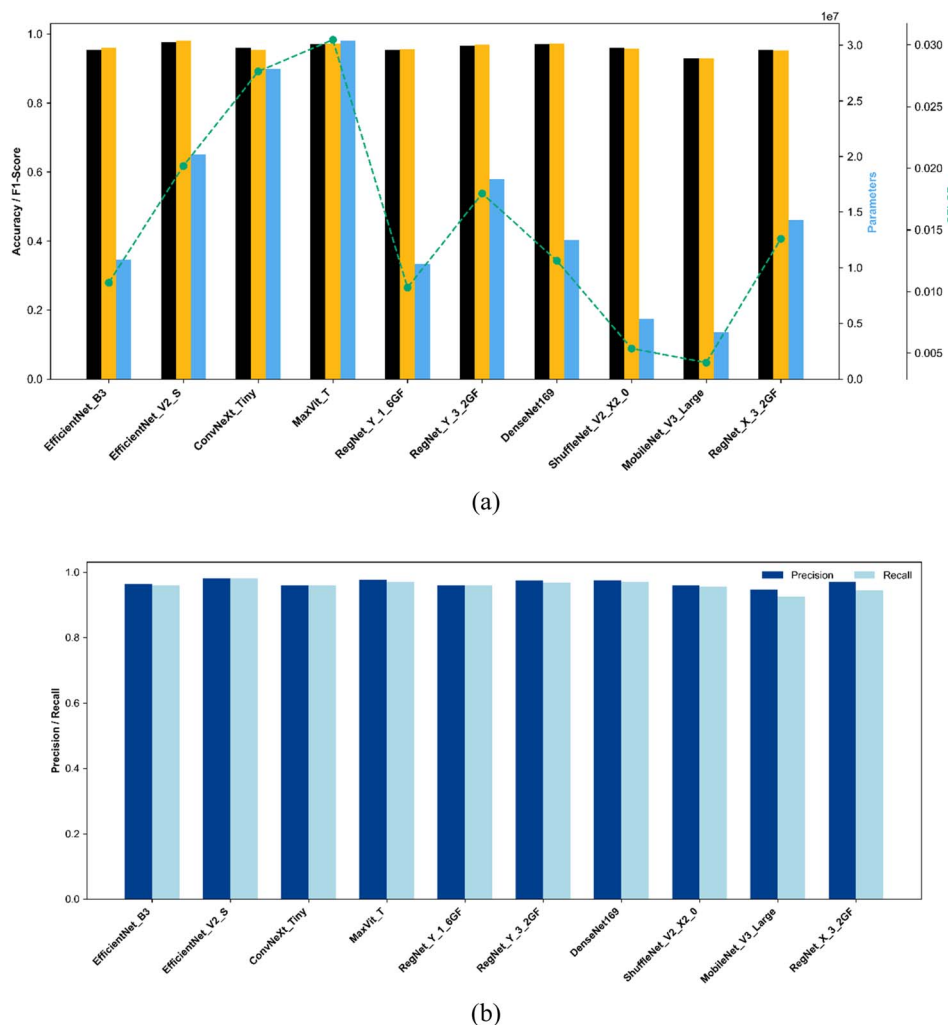 1e7
1.0
0.8
0.6
0.4
0.2
0.0
Accuracy / F1-Score
3.0
2.5
2.0
1.5
1.0
0.5
0.0
Parameters
0.030
0.025
0.020
0.015
0.010
0.005
EfficientNet_B3
EfficientNet_V2_S
ConvNeXt_Tiny
MaxVit_T
RegNet_Y_1_6GF
RegNet_Y_3_2GF
DenseNet169
ShuffleNet_V2_X2_0
MobileNet_V3_Large
RegNet_X_3_2GF
(a)
1.0
0.8
0.6
0.4
0.2
0.0
Precision / Recall
Precision Recall
EfficientNet_B3
EfficientNet_V2_S
ConvNeXt_Tiny
MaxVit_T
RegNet_Y_1_6GF
RegNet_Y_3_2GF
DenseNet169
ShuffleNet_V2_X2_0
MobileNet_V3_Large
RegNet_X_3_2GF
(b)